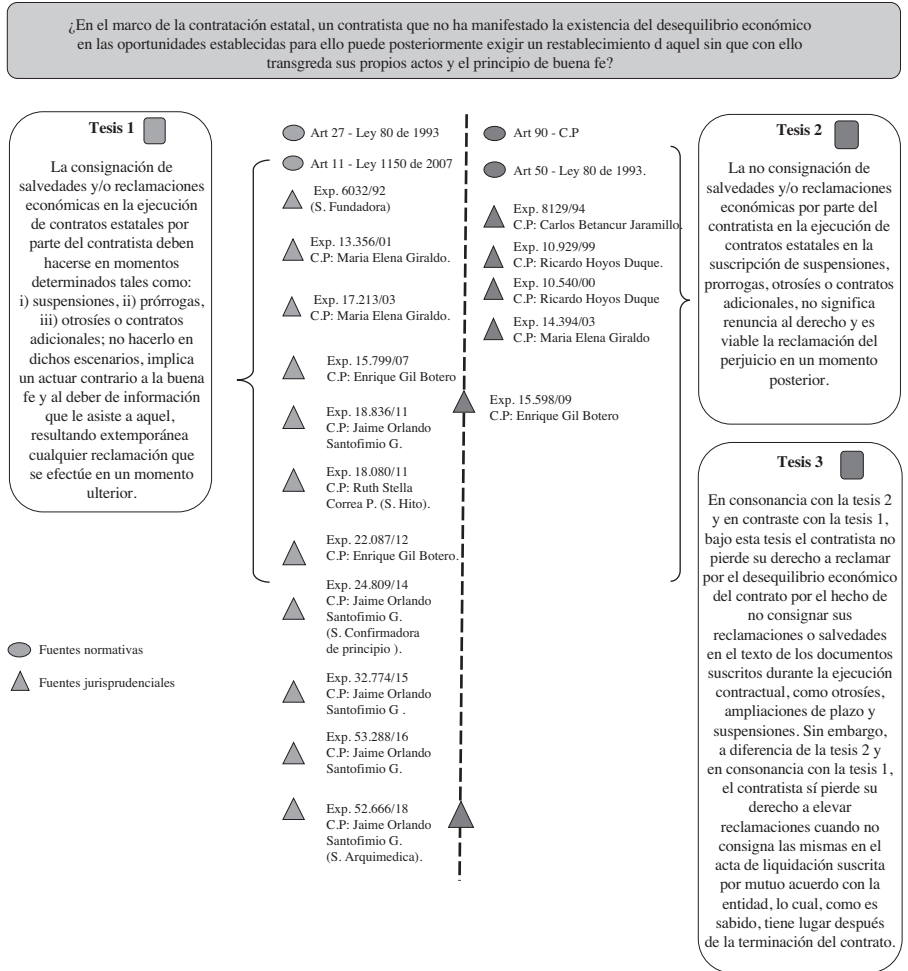 ¿En el marco de la contratación estatal, un contratista que no ha manifestado la existencia del desequilibrio económico
en las oportunidades establecidas para ello puede posteriormente exigir un restablecimiento d aquel sin que con ello
transgreda sus propios actos y el principio de buena fe?
Tesis 1
La consignación de
salvedades y/o reclamaciones
económicas en la ejecución
de contratos estatales por
parte del contratista deben
hacerse en momentos
determinados tales como:
i) suspensiones, ii) prórrogas,
iii) otrosíes o contratos
adicionales; no hacerlo en
dichos escenarios, implica
un actuar contrario a la buena
fe y al deber de información
que le asiste a aquel,
resultando extemporánea
cualquier reclamación que
se efectúe en un momento
ulterior.
Fuentes normativas
Fuentes jurisprudenciales
Art 27 - Ley 80 de 1993
Art 11 - Ley 1150 de 2007
Exp. 6032/92
(S. Fundadora)
Exp. 13.356/01
C.P: Maria Elena Giraldo.
Exp. 17.213/03
C.P: Maria Elena Giraldo.
Exp. 15.799/07
C.P: Enrique Gil Botero
Exp. 18.836/11
C.P: Jaime Orlando
Santofimio G.
Exp. 18.080/11
C.P: Ruth Stella
Correa P. (S. Hito).
Exp. 22.087/12
C.P: Enrique Gil Botero.
Exp. 24.809/14
C.P: Jaime Orlando
Santofimio G.
(S. Confirmadora
de principio ).
Exp. 32.774/15
C.P: Jaime Orlando
Santofimio G .
Exp. 53.288/16
C.P: Jaime Orlando
Santofimio G.
Exp. 52.666/18
C.P: Jaime Orlando
Santofimio G.
(S. Arquimedica).
Art 90 - C.P
Art 50 - Ley 80 de 1993.
Exp. 8129/94
C.P: Carlos Betancur Jaramillo.
Exp. 10.929/99
C.P: Ricardo Hoyos Duque.
Exp. 10.540/00
C.P: Ricardo Hoyos Duque
Exp. 14.394/03
C.P: Maria Elena Giraldo
Exp. 15.598/09
C.P: Enrique Gil Botero
Tesis 2
La no consignación de
salvedades y/o reclamaciones
económicas por parte del
contratista en la ejecución de
contratos estatales en la
suscripción de suspensiones,
prorrogas, otrosíes o contratos
adicionales, no significa
renuncia al derecho y es
viable la reclamación del
perjuicio en un momento
posterior.
Tesis 3
En consonancia con la tesis 2
y en contraste con la tesis 1,
bajo esta tesis el contratista no
pierde su derecho a reclamar
por el desequilibrio económico
del contrato por el hecho de
no consignar sus
reclamaciones o salvedades
en el texto de los documentos
suscritos durante la ejecución
contractual, como otrosíes,
ampliaciones de plazo y
suspensiones. Sin embargo,
a diferencia de la tesis 2 y
en consonancia con la tesis 1,
el contratista sí pierde su
derecho a elevar
reclamaciones cuando no
consigna las mismas en el
acta de liquidación suscrita
por mutuo acuerdo con la
entidad, lo cual, como es
sabido, tiene lugar después
de la terminación del contrato.